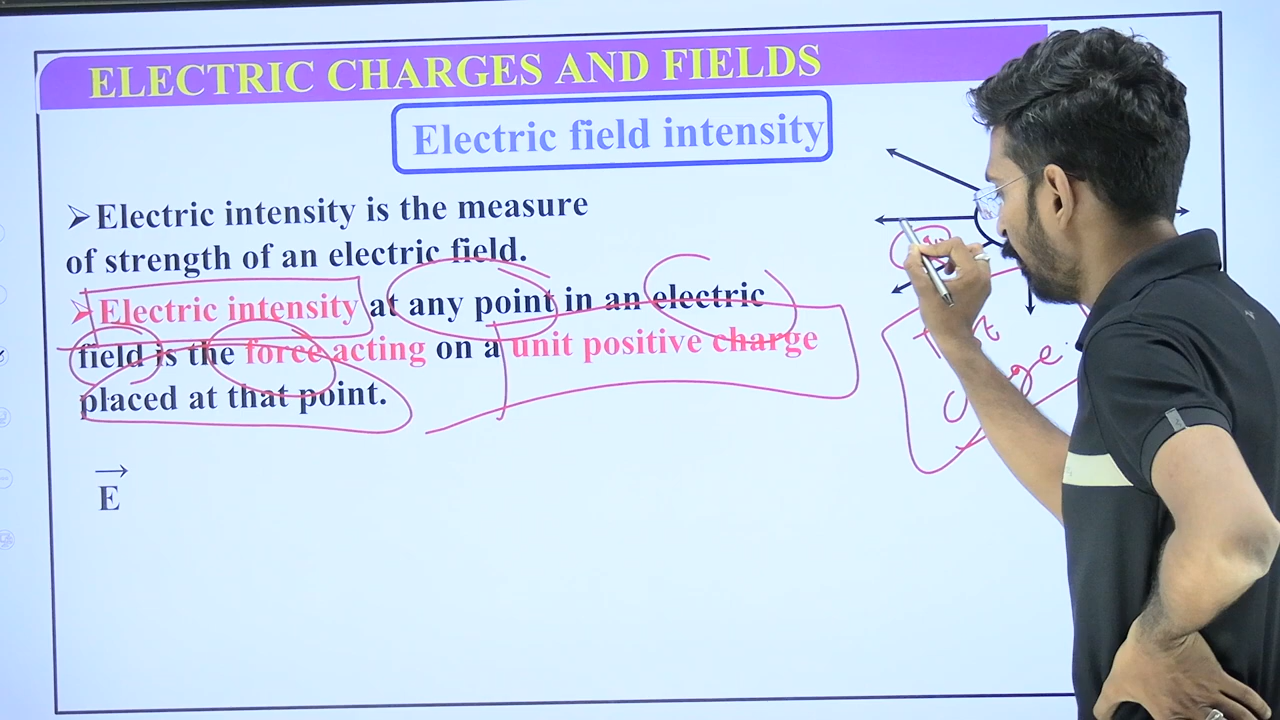 ELECTRIC CHARGES AND FIELDS
Electric field intensity
➢Electric intensity is the measure
of strength of an electric field.
➢Electric intensity at any point in an electric
field is the force acting on a unit positive charge
placed at that point.
E